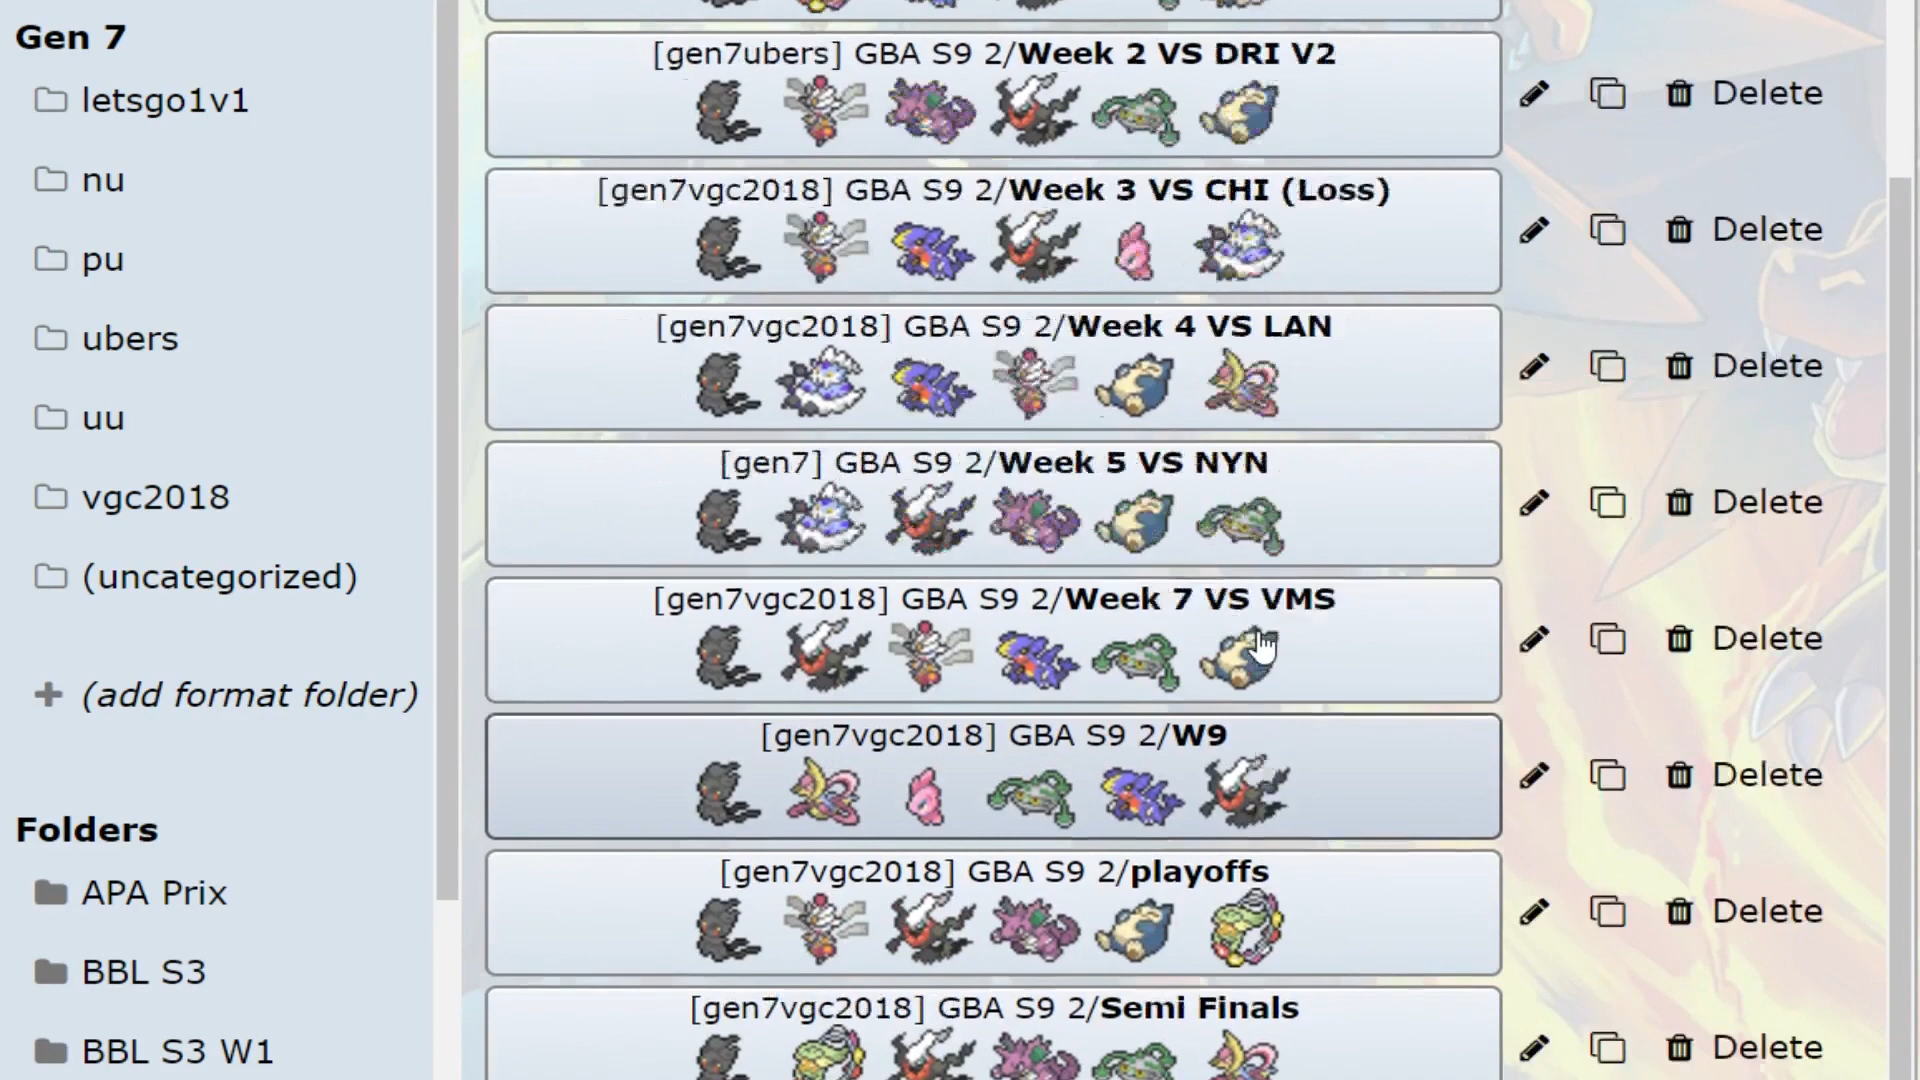 Gen 7
letsgo1v1
nu
pu
ubers
uu
vgc2018
(uncategorized)
(add format folder)
Folders
APA Prix
BBL S3
BBL S3 W1
[gen7ubers] GBA S9 2/Week 2 VS DRI V2
Delete
[gen7vgc2018] GBA S9 2/Week 3 VS CHI (Loss)
Delete
[gen7vgc2018] GBA S9 2/Week 4 VS LAN
Delete
[gen7] GBA S9 2/Week 5 VS NYN
Delete
[gen7vgc2018] GBA S9 2/Week 7 VS VMS
Delete
[gen7vgc2018] GBA S9 2/W9
Delete
[gen7vgc2018] GBA S9 2/playoffs
Delete
[gen7vgc2018] GBA S9 2/Semi Finals
Delete